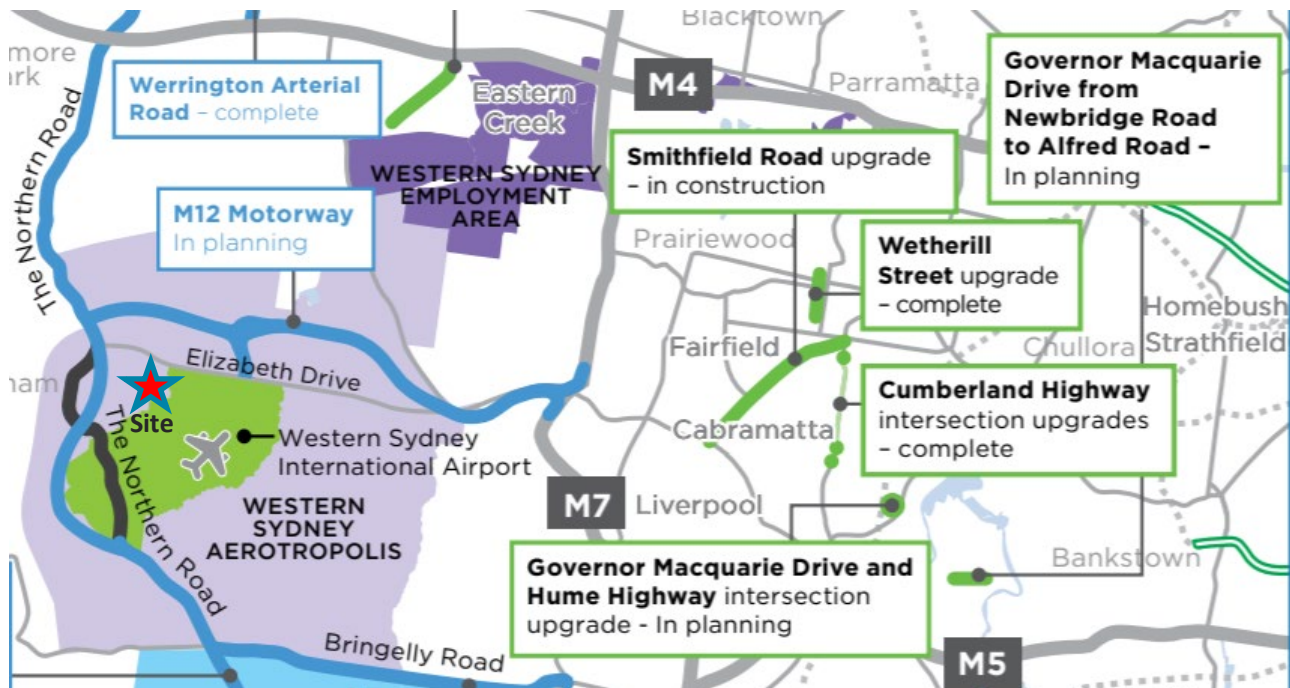 Blacktown
more
ark
Werrington Arterial
Road – complete
Eastern
Creek
M4
Parramatta
Governor Macquarie
Drive from
Newbridge Road
to Alfred Road –
In planning
The Northern Road
WESTERN SYDNEY
EMPLOYMENT
AREA
Smithfield Road upgrade
– in construction
M12 Motorway
In planning
Prairiewood
Wetherill
Street upgrade
– complete
Homebush
Strathfield
Chullora
Fairfield
Elizabeth Drive
ham
Site
Cumberland Highway
intersection upgrades
– complete
Cabramatta
The Northern Road
Western Sydney
International Airport
M7
Liverpool
WESTERN
SYDNEY
AEROTROPOLIS
Governor Macquarie Drive and
Hume Highway intersection
upgrade - In planning
Bankstown
Bringelly Road
M5